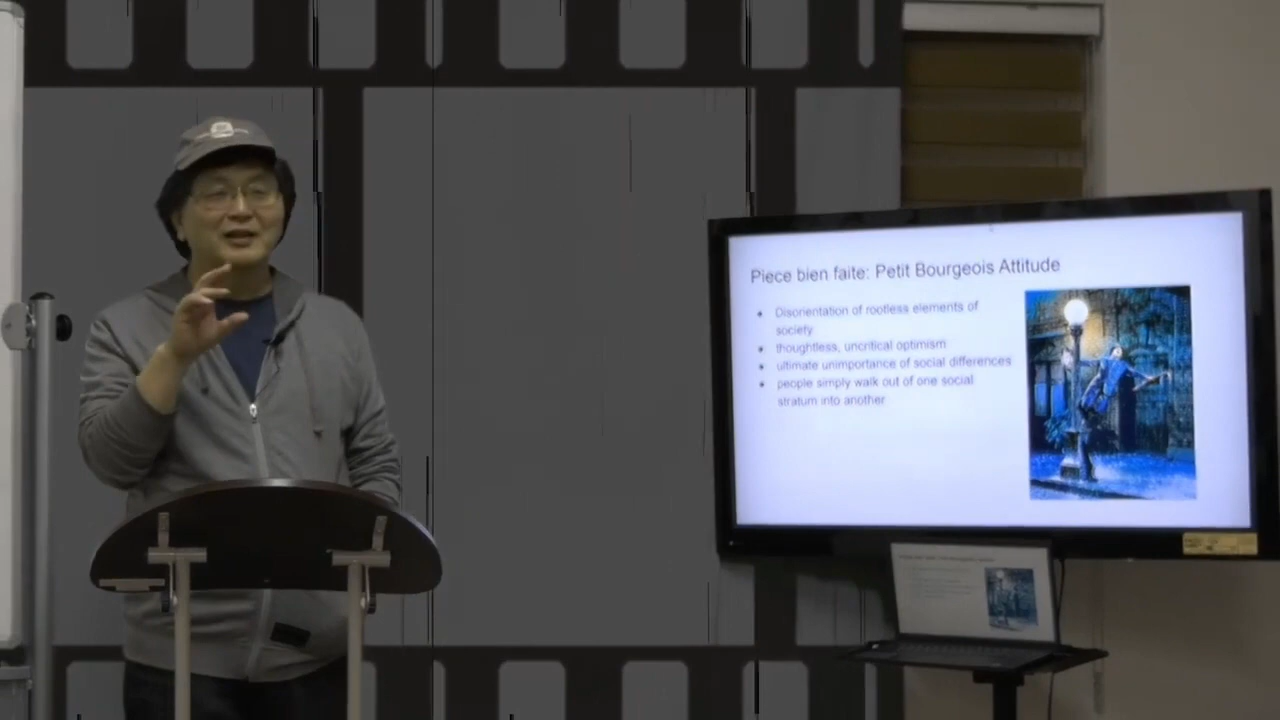 Piece bien faite: Petit Bourgeois Attitude
Disorientation of rootless elements of
society
thoughtless, uncritical optimism
ultimate unimportance of social differences
people simply walk out of one social
stratum into another